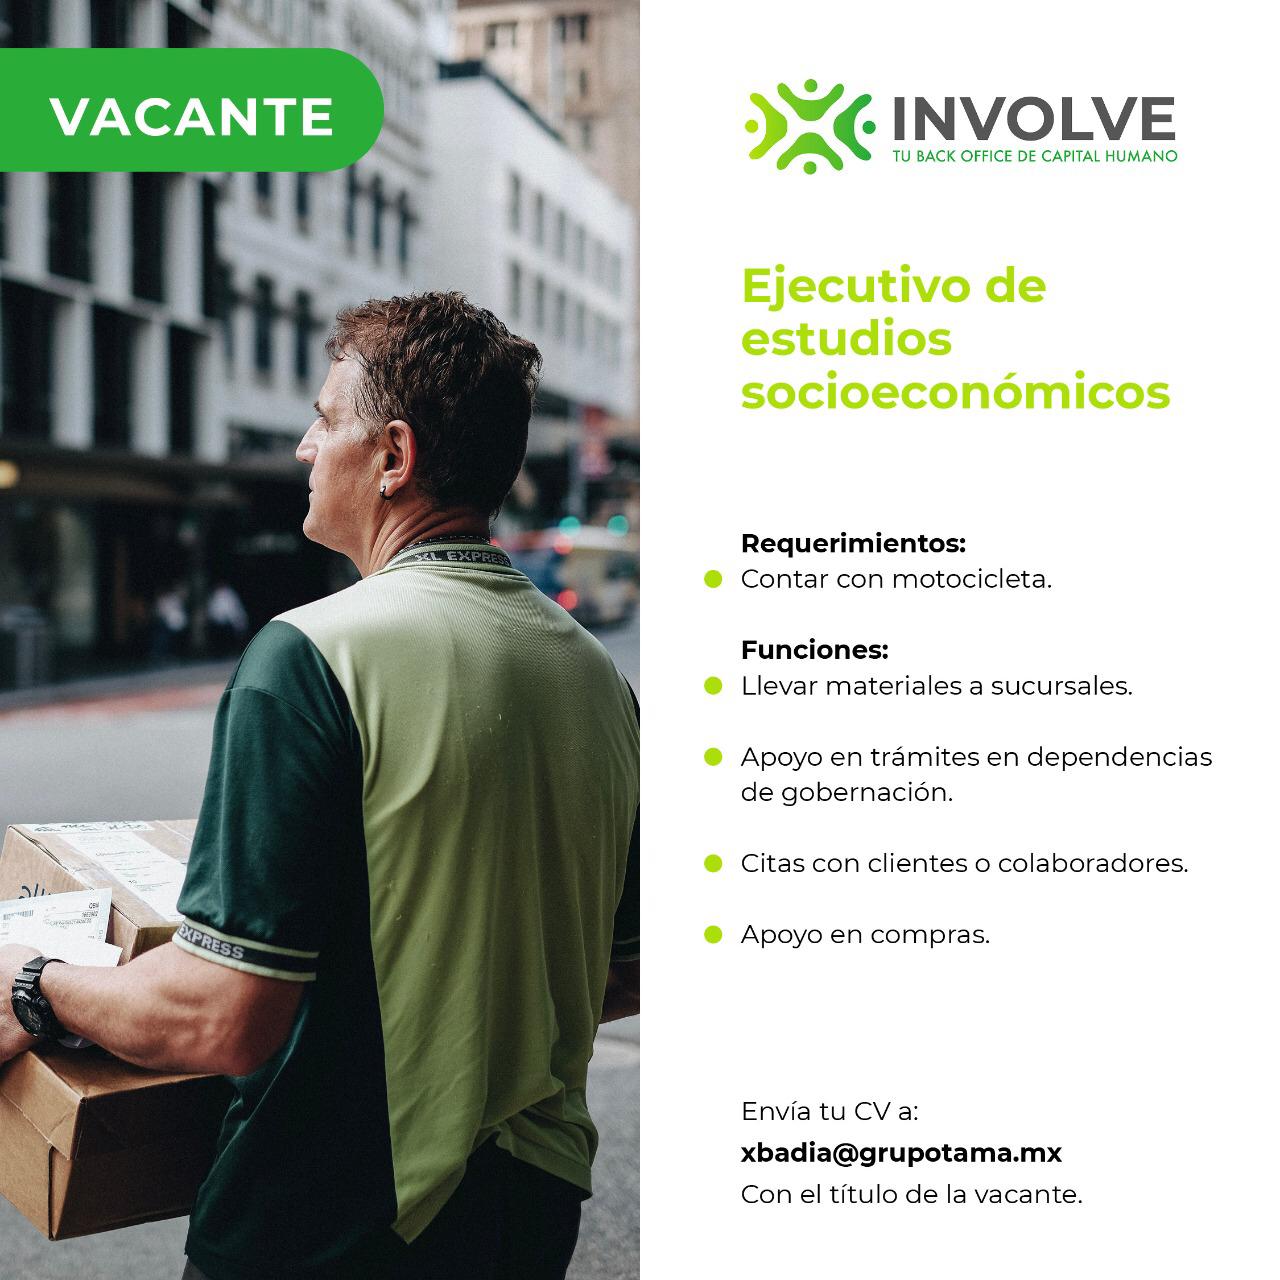 VACANTE
INVOLVE
TU BACK OFFICE DE CAPITAL HUMANO
Ejecutivo de
estudios
socioeconómicos
Requerimientos:
Contar con motocicleta.
Funciones:
Llevar materiales a sucursales.
Apoyo en trámites en dependencias
de gobernación.
Citas con clientes o colaboradores.
Apoyo en compras.
Envía tu CV a:
xbadia@grupotama.mx
Con el título de la vacante.
XL EXPRESS
EXPRESS